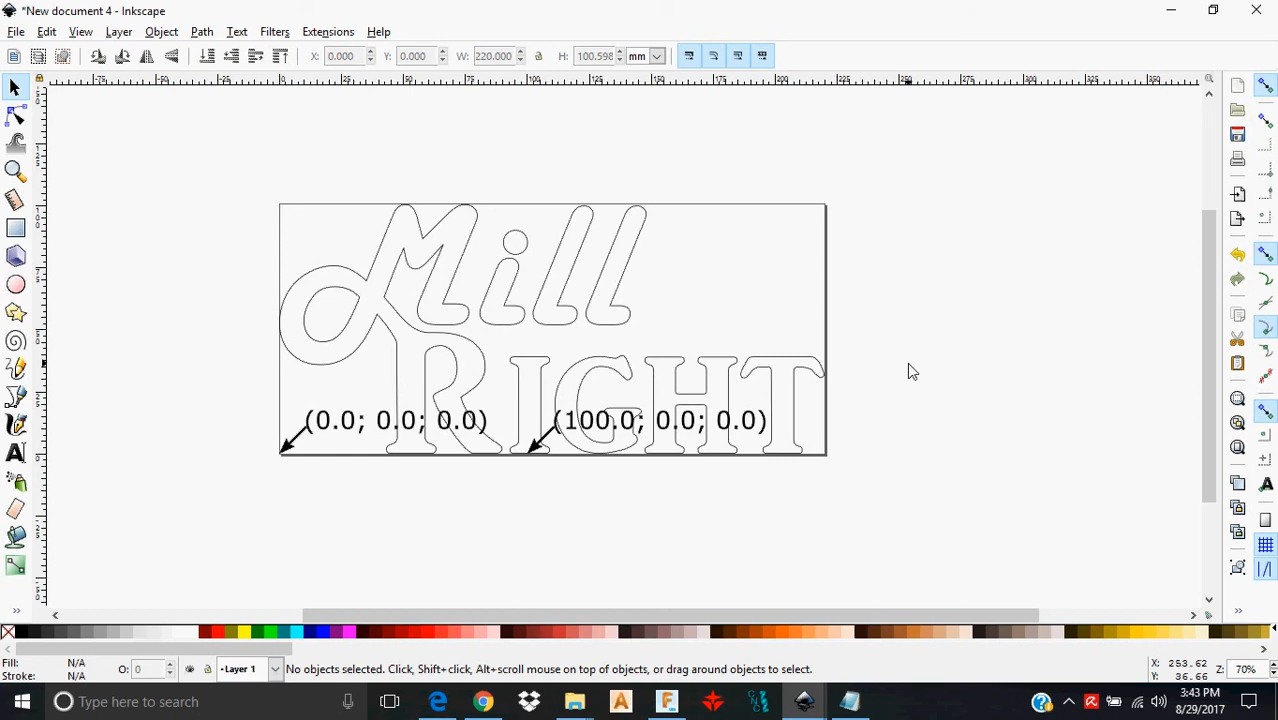 *New document 4 - Inkscape
File Edit View Layer Object Path Text Filters Extensions Help
X: 0.000 Y: 0.000 W: 220.000 H: 100.598 mm
Mill
RIGHT
(0.0; 0.0; 0.0) (100.0; 0.0; 0.0)
Fill: N/A O: 0 Layer 1 No objects selected. Click, Shift+click, Alt+scroll mouse on top of objects, or drag around objects to select. X: 253.62 Z: 70%
Stroke: N/A Y: 36.66
Type here to search
3:43 PM
8/29/2017